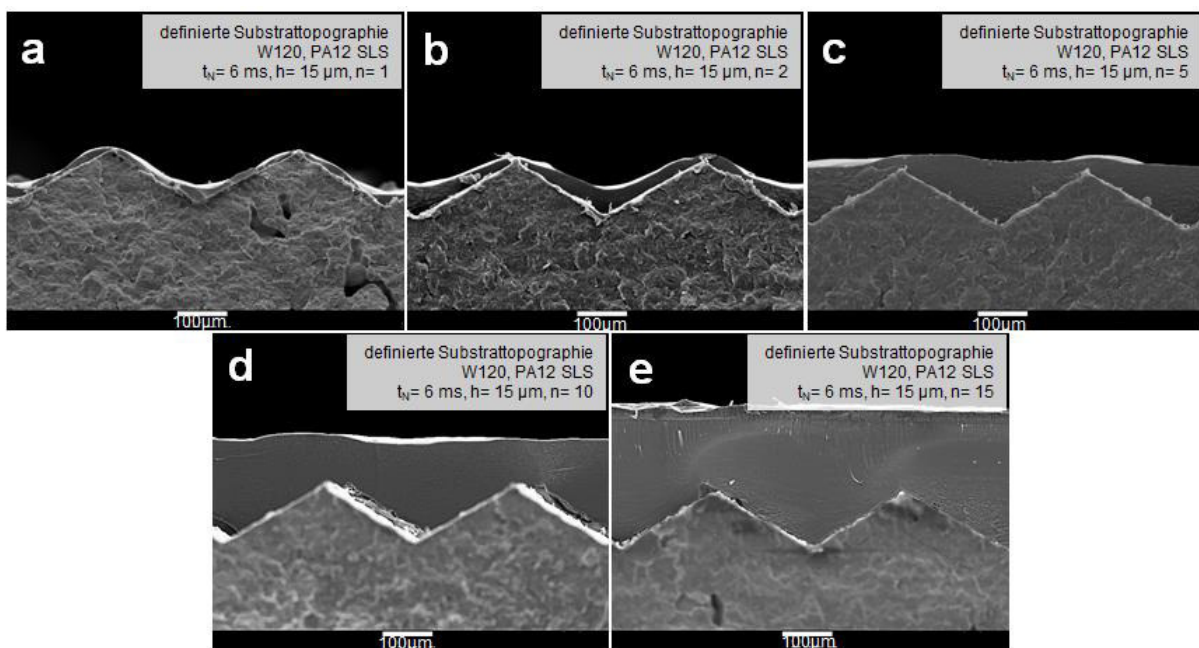 a
definierte Substrattopographie
W120, PA12 SLS
tN= 6 ms, h= 15 µm, n= 1
100µm
b
definierte Substrattopographie
W120, PA12 SLS
tN= 6 ms, h= 15 µm, n= 2
100µm
c
definierte Substrattopographie
W120, PA12 SLS
tN= 6 ms, h= 15 µm, n= 5
100µm
d
definierte Substrattopographie
W120, PA12 SLS
tN= 6 ms, h= 15 µm, n= 10
100µm
e
definierte Substrattopographie
W120, PA12 SLS
tN= 6 ms, h= 15 µm, n= 15
100µm